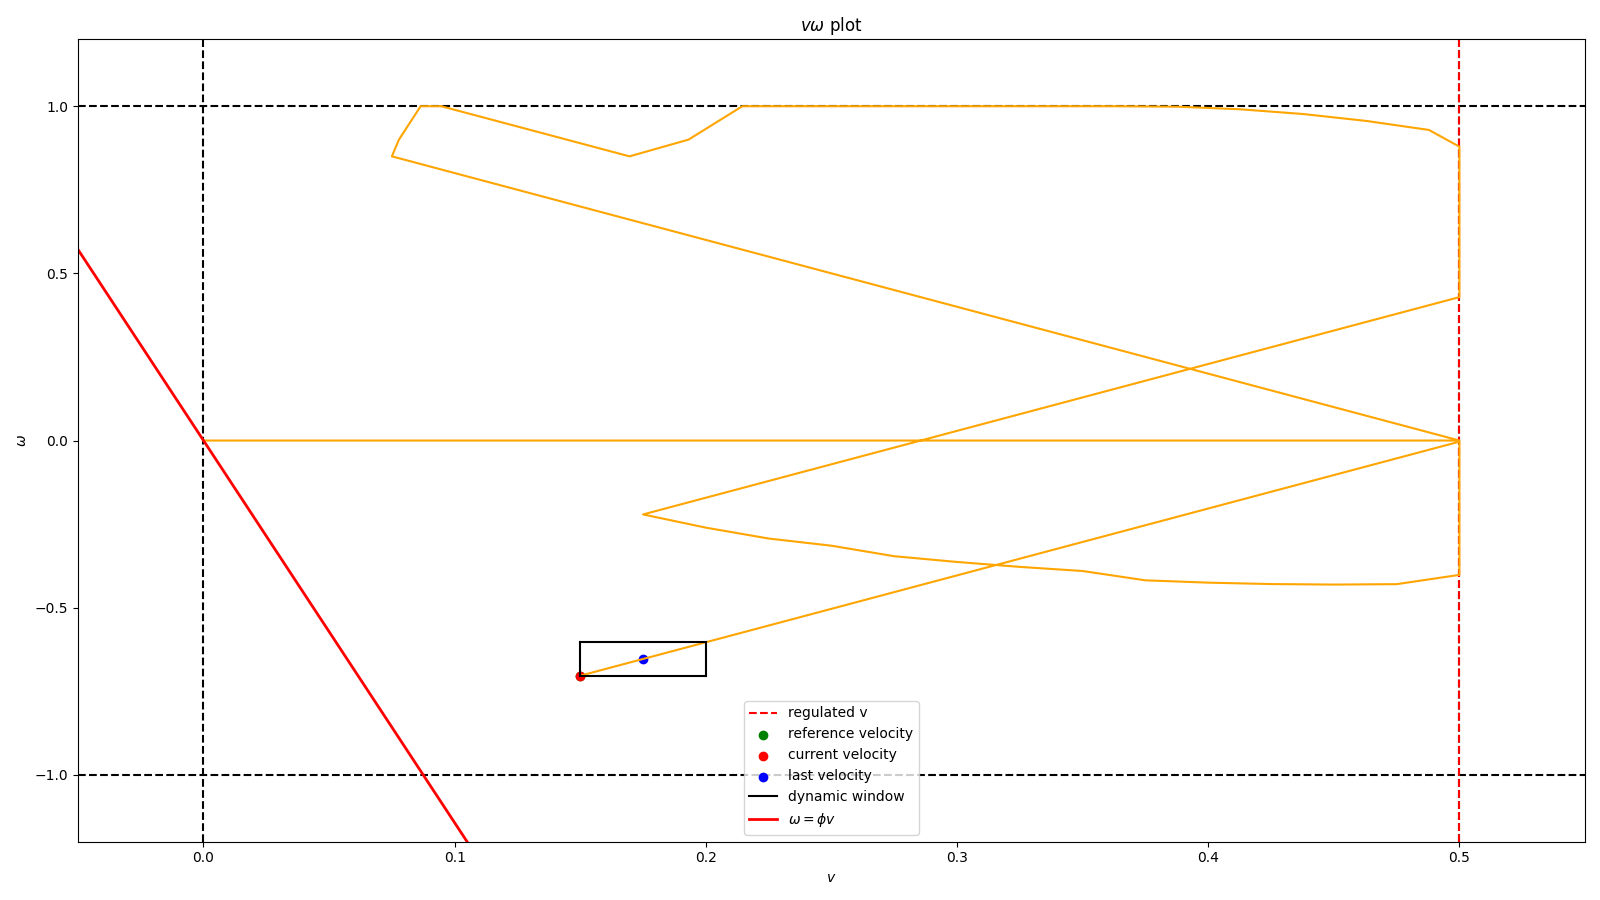 vω plot
1.0
0.5
0.0
−0.5
−1.0
ω
0.0 0.1 0.2 0.3 0.4 0.5
v
regulated v
reference velocity
current velocity
last velocity
dynamic window
ω = ϕv